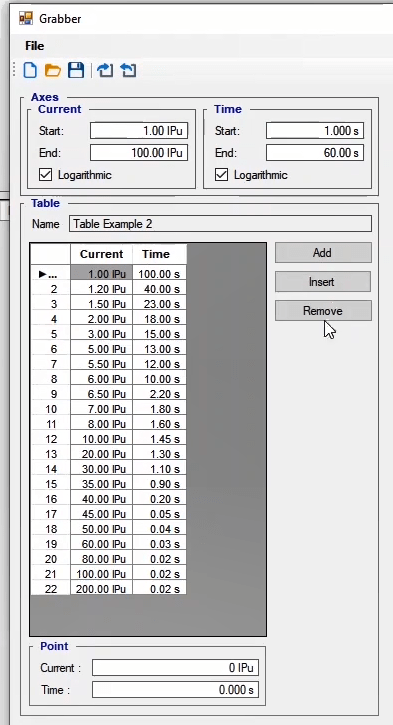 Grabber
File
Axes
Current
Start: 1.00 IPu
End: 100.00 IPu
Logarithmic
Time
Start: 1.000 s
End: 60.00 s
Logarithmic
Table
Name Table Example 2
Current Time
▶... 1.00 IPu 100.00 s
2 1.20 IPu 40.00 s
3 1.50 IPu 23.00 s
4 2.00 IPu 18.00 s
5 3.00 IPu 15.00 s
6 5.00 IPu 13.00 s
7 5.50 IPu 12.00 s
8 6.00 IPu 10.00 s
9 6.50 IPu 2.20 s
10 7.00 IPu 1.80 s
11 8.00 IPu 1.60 s
12 10.00 IPu 1.45 s
13 20.00 IPu 1.30 s
14 30.00 IPu 1.10 s
15 35.00 IPu 0.90 s
16 40.00 IPu 0.20 s
17 45.00 IPu 0.05 s
18 50.00 IPu 0.04 s
19 60.00 IPu 0.03 s
20 80.00 IPu 0.02 s
21 100.00 IPu 0.02 s
22 200.00 IPu 0.02 s
Add
Insert
Remove
Point
Current : 0 IPu
Time : 0.000 s